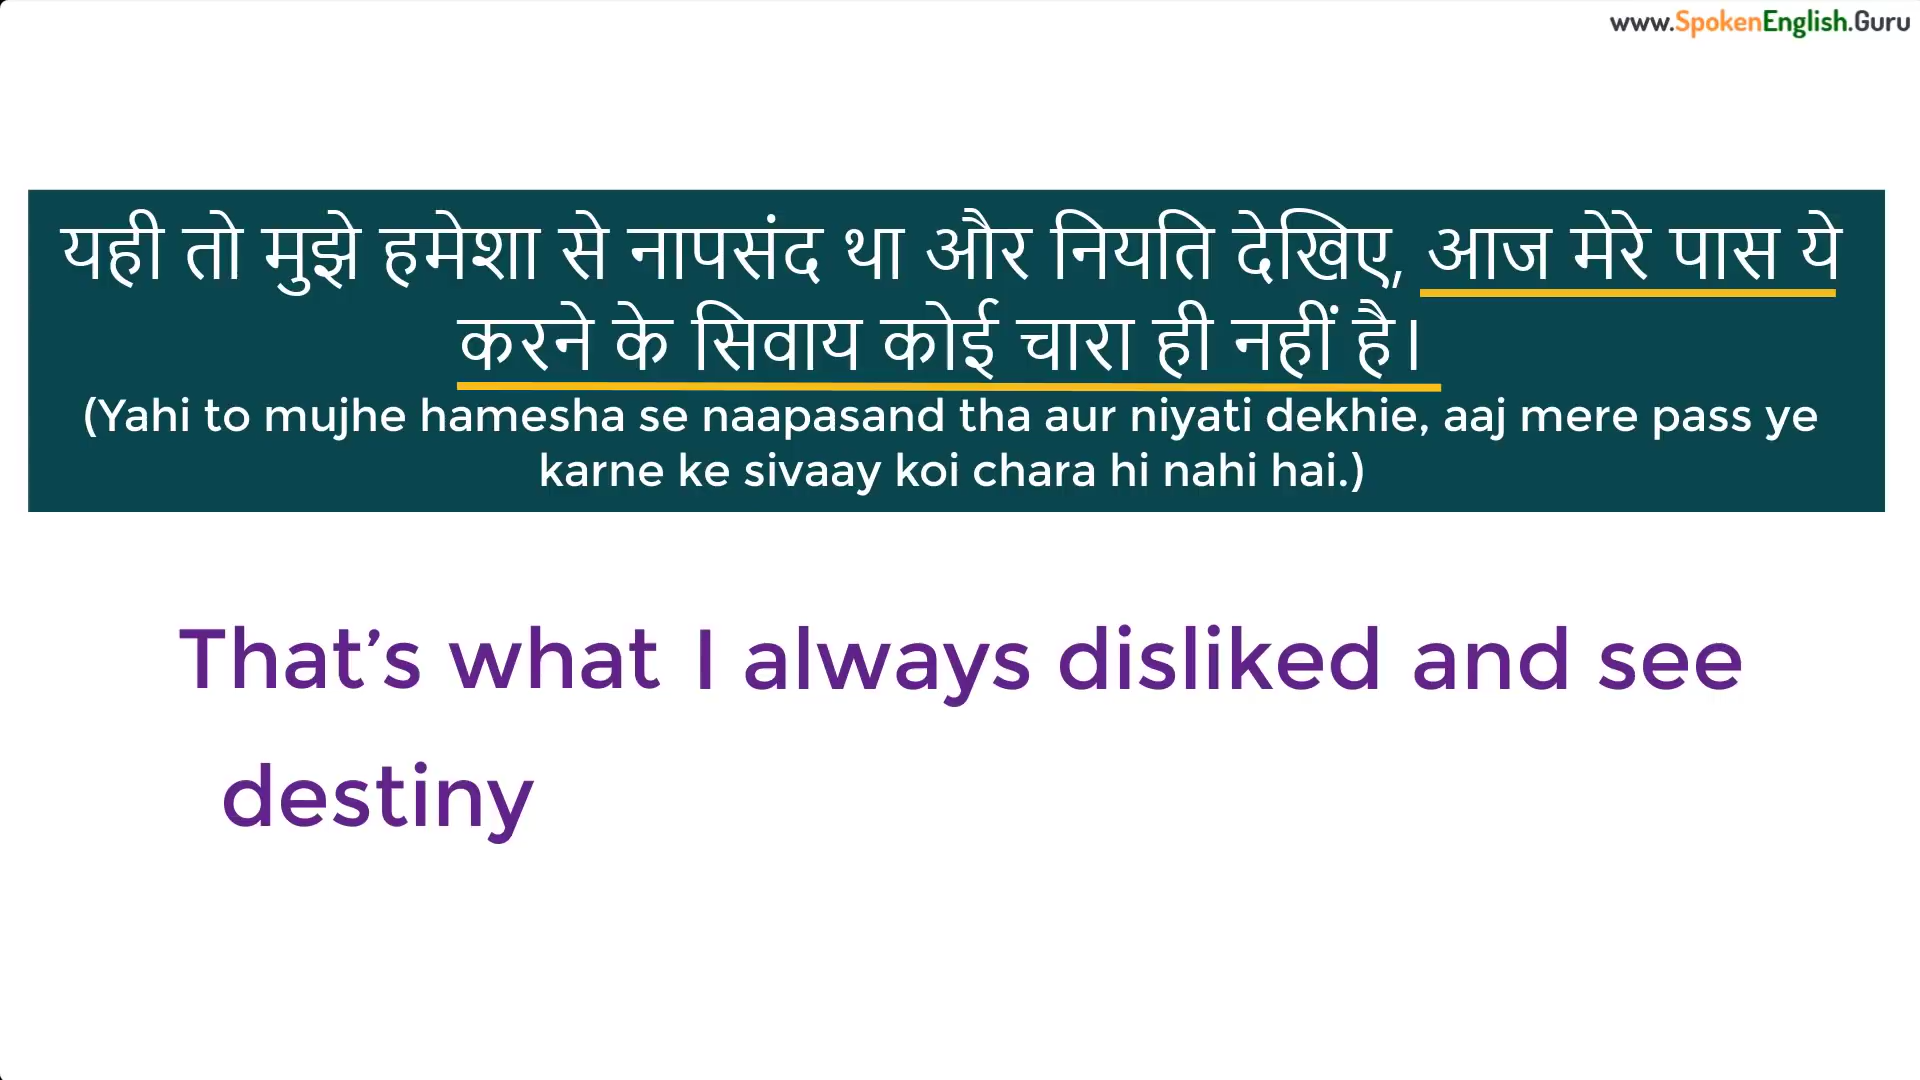 www.SpokenEnglish.Guru
यही तो मुझे हमेशा से नापसंद था और नियति देखिए, आज मेरे पास ये
करने के सिवाय कोई चारा ही नहीं है।
(Yahi to mujhe hamesha se naapasand tha aur niyati dekhie, aaj mere pass ye
karne ke sivaay koi chara hi nahi hai.)
That’s what I always disliked and see
destiny